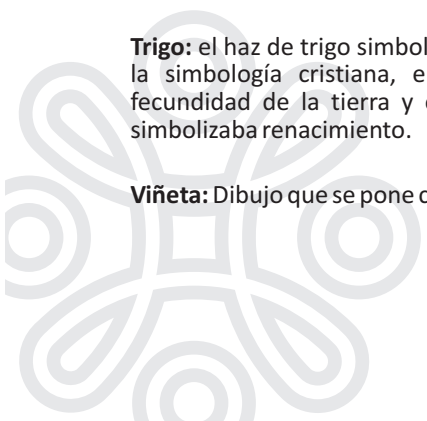 Trigo: el haz de trigo simbol
la simbología cristiana, e
fecundidad de la tierra y
simbolizaba renacimiento.
Viñeta: Dibujo que se pone